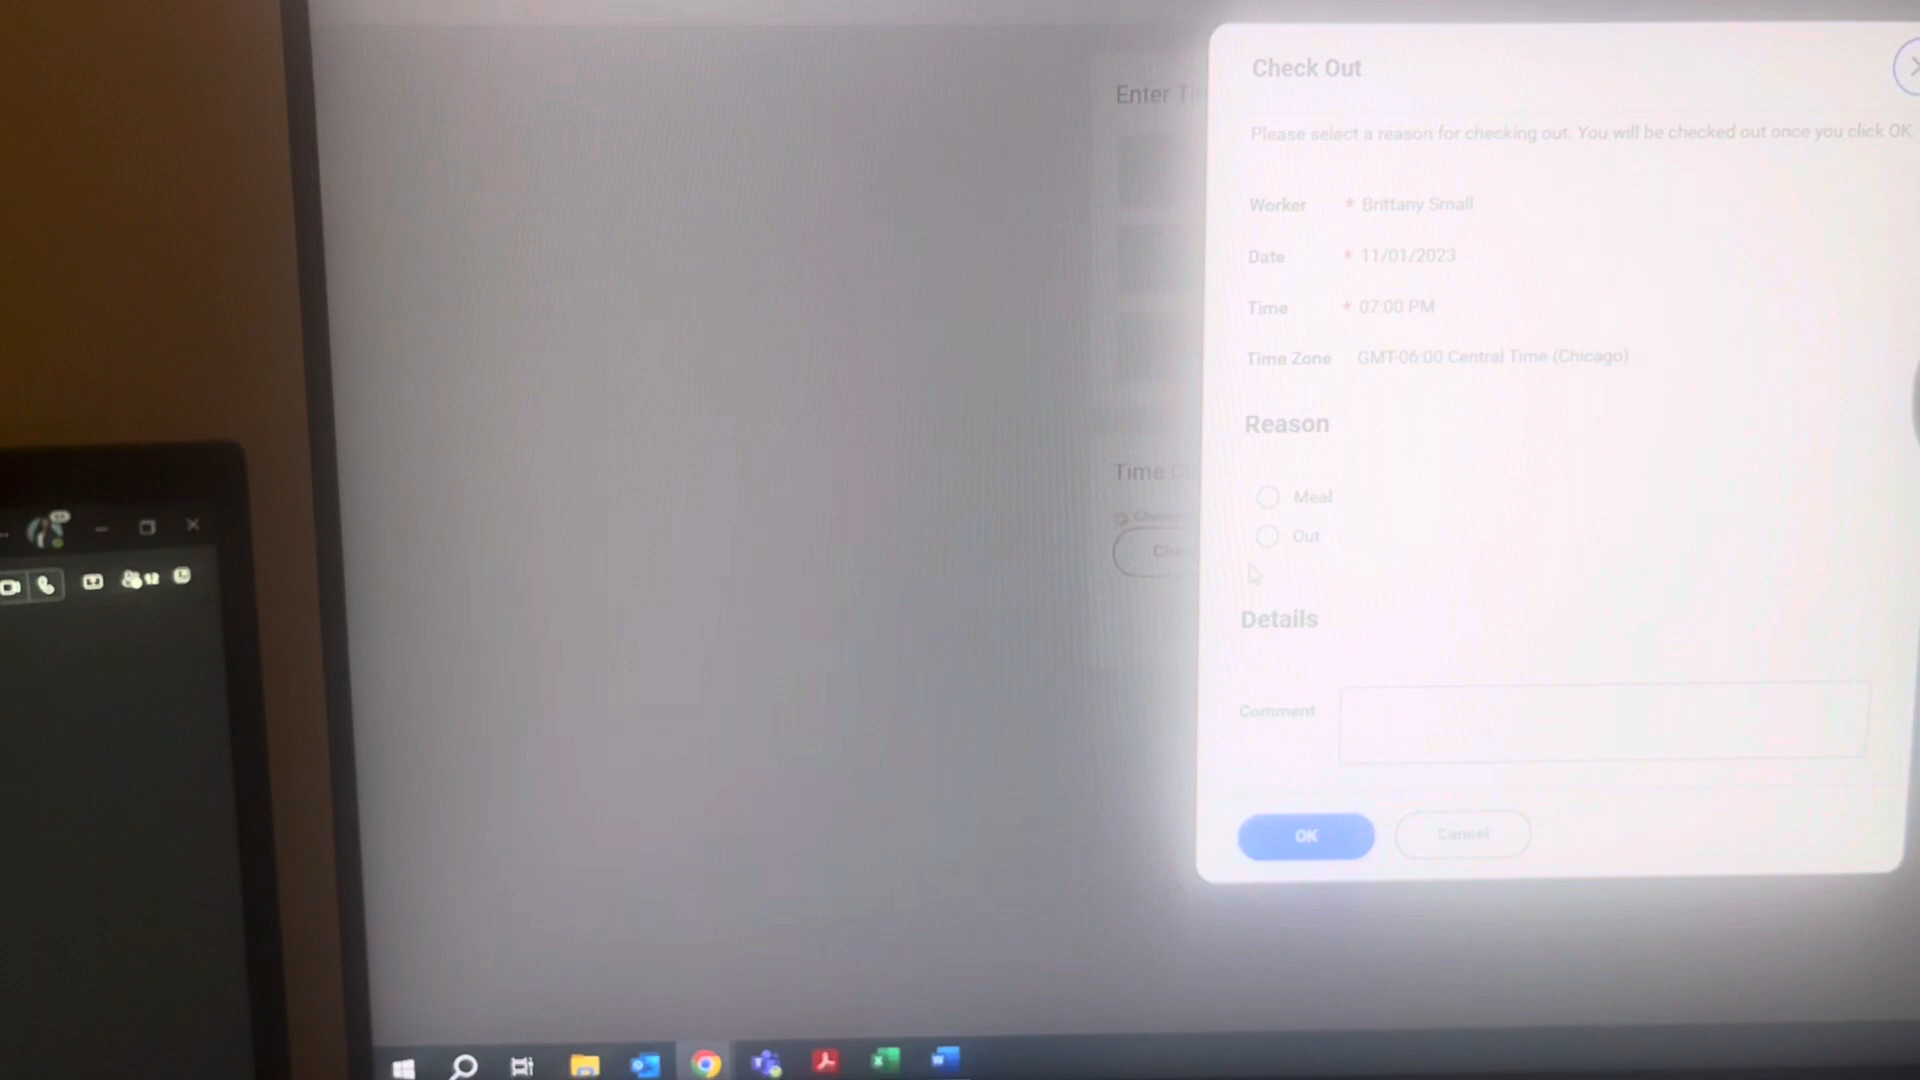 Check Out
Enter
Please select a reason for checking out. You will be checked out once you click OK
Worker * Brittany Small
Date * 11/01/2023
Time * 07:00 PM
Time Zone GMT-06:00 Central Time (Chicago)
Reason
Time
Meal
Out
Details
Comment
OK Cancel
12